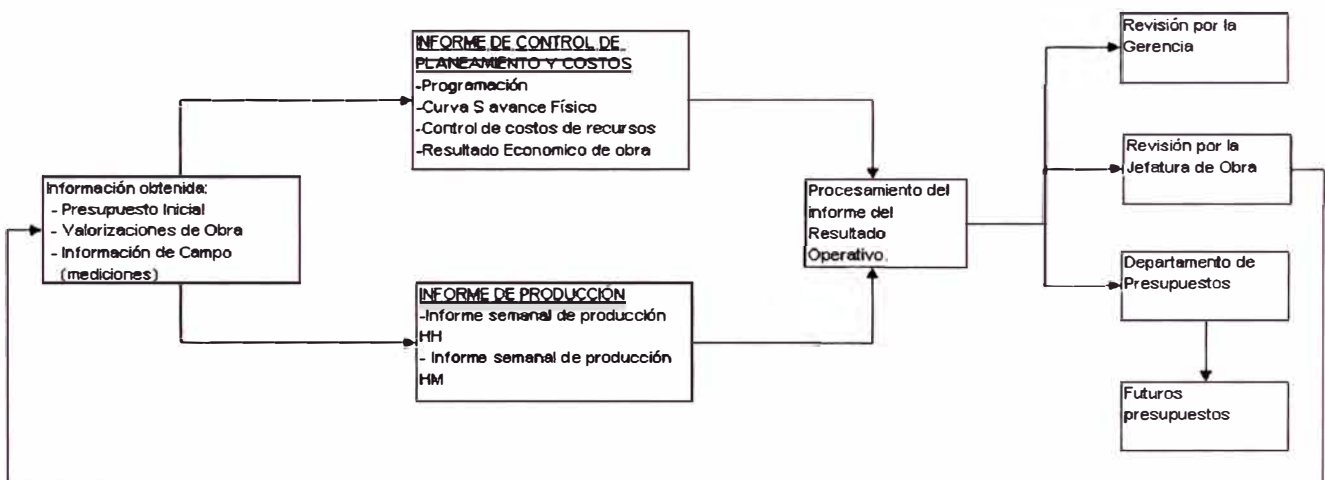 INFORME DE CONTROL DE
PLANEAMIENTO Y COSTOS
-Programación
-Curva S avance Físico
-Control de costos de recursos
-Resultado Economico de obra
Información obtenida:
- Presupuesto Inicial
- Valorizaciones de Obra
- Información de Campo
(mediciones)
INFORME DE PRODUCCIÓN
-Informe semanal de producción
HH
- Informe semanal de producción
HM
Procesamiento del
informe del
Resultado
Operativo.
Revisión por la
Gerencia
Revisión por la
Jefatura de Obra
Departamento de
Presupuestos
Futuros
presupuestos